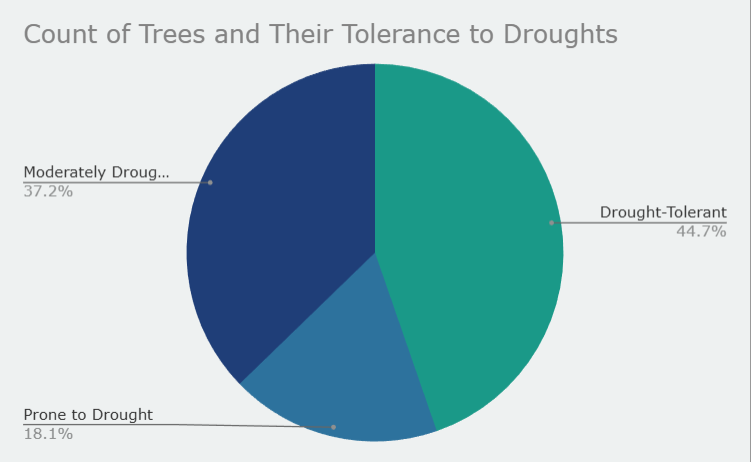 Count of Trees and Their Tolerance to Droughts
Moderately Droug...
37.2%
Drought-Tolerant
44.7%
Prone to Drought
18.1%